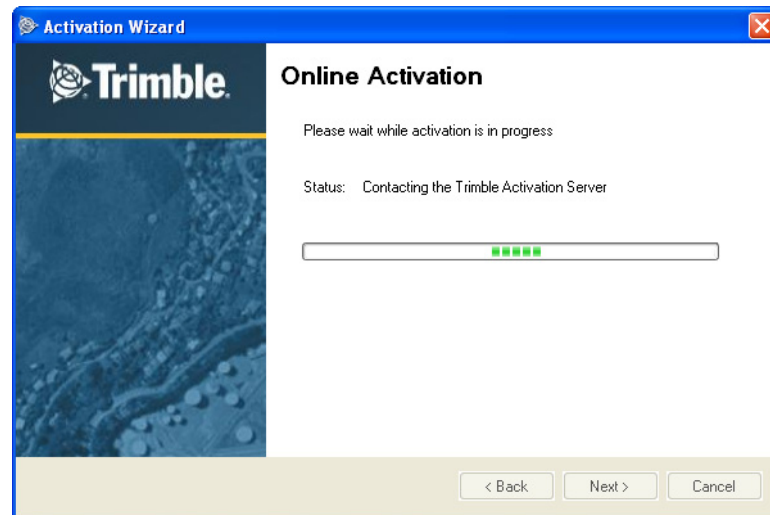 Activation Wizard
Trimble.
Online Activation
Please wait while activation is in progress
Status: Contacting the Trimble Activation Server
< Back Next > Cancel